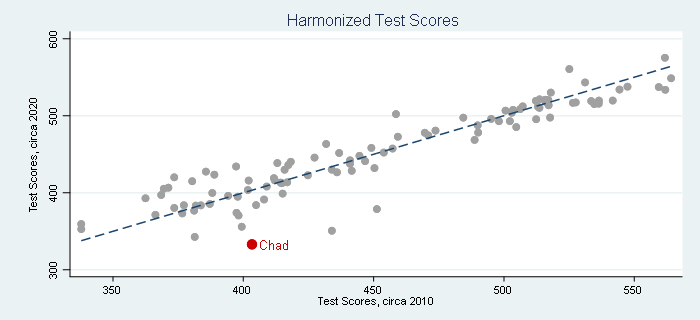 Harmonized Test Scores
Test Scores, circa 2020
600
500
400
300
Chad
350
400
450
500
550
Test Scores, circa 2010